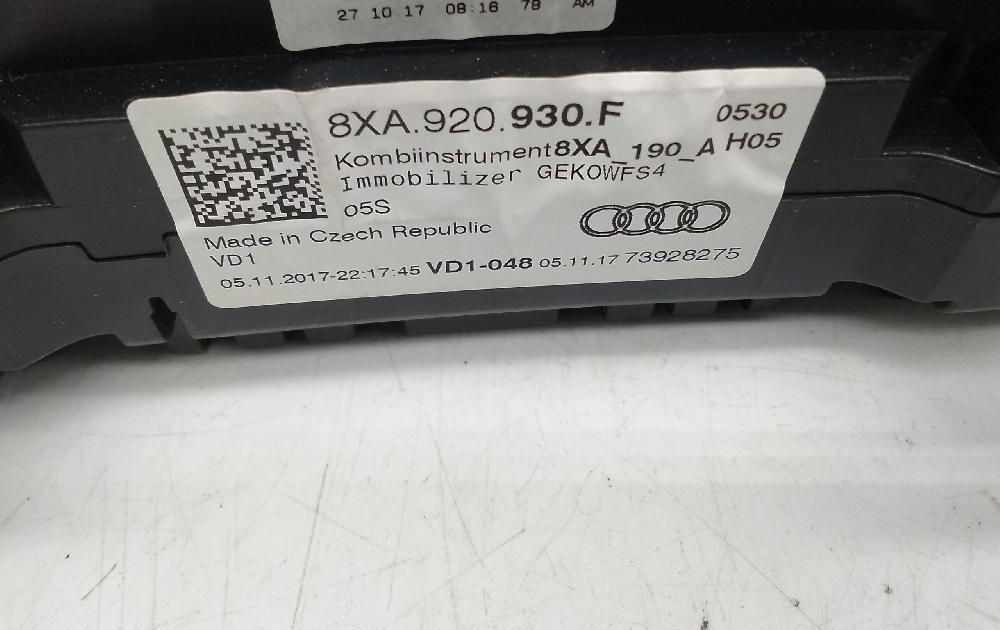 27 10 17 08:16 78 AM
8XA.920.930.F 0530
Kombiinstrument8XA_190_A H05
Immobilizer GEKOWFS4
05S
Made in Czech Republic
VD1
05.11.2017-22:17:45 VD1-048 05.11.17 73928275